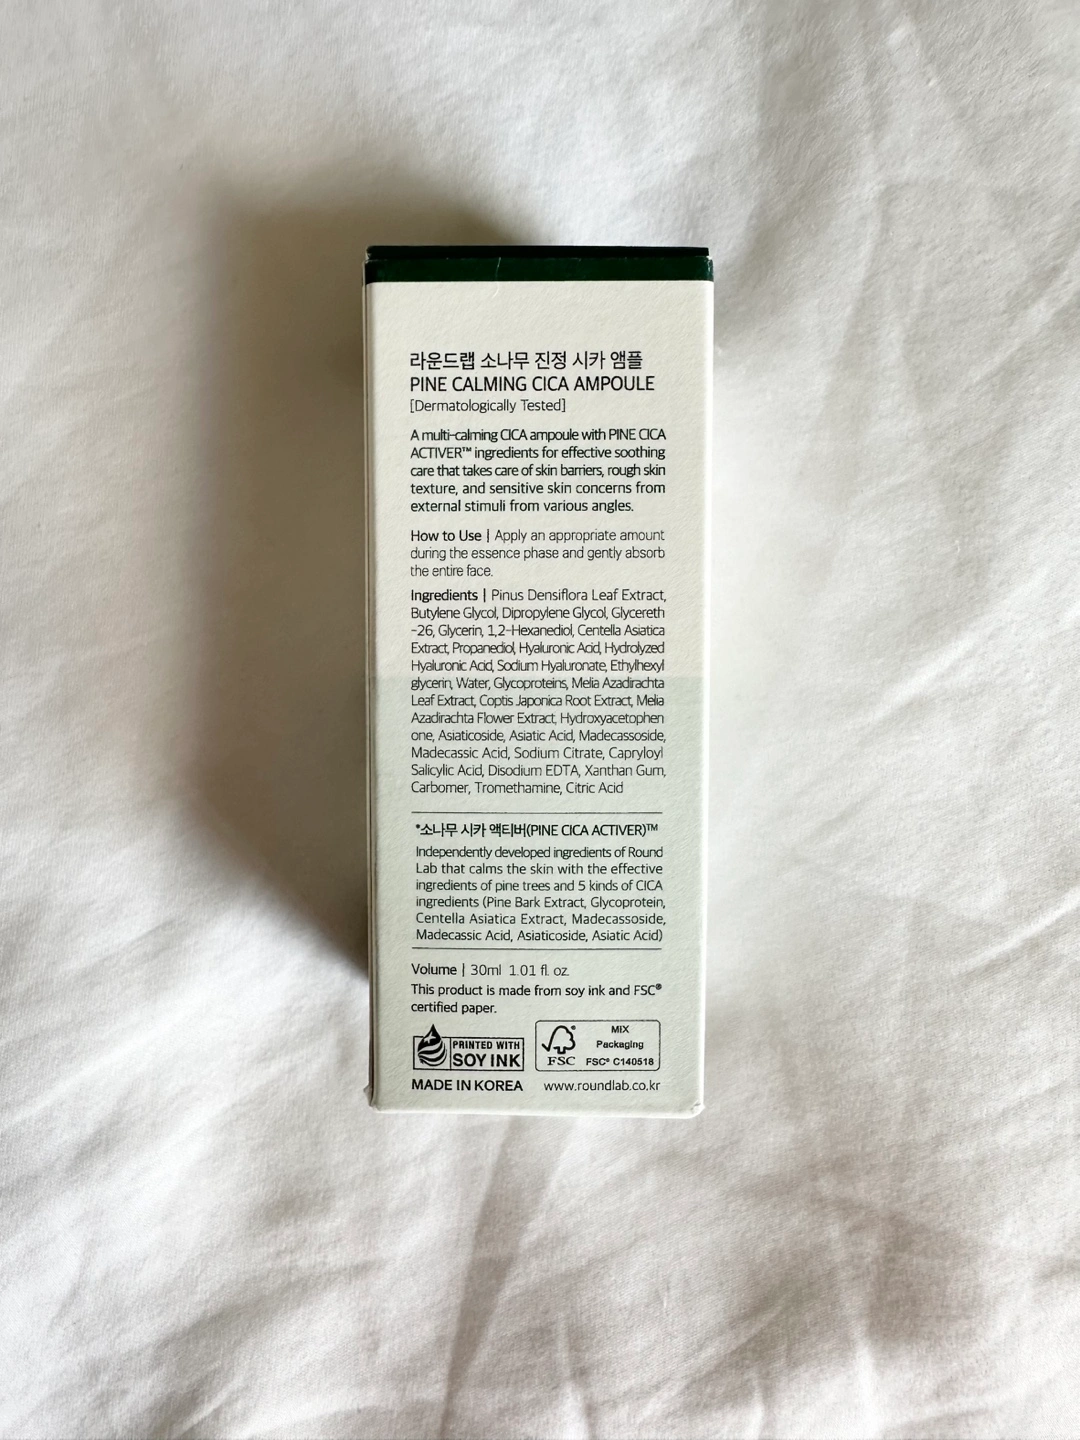 라운드랩 소나무 진정 시카 앰플
PINE CALMING CICA AMPOULE
[Dermatologically Tested]
A multi-calming CICA ampoule with PINE CICA
ACTIVER™ ingredients for effective soothing
care that takes care of skin barriers, rough skin
texture, and sensitive skin concerns from
external stimuli from various angles.
How to Use | Apply an appropriate amount
during the essence phase and gently absorb
the entire face.
Ingredients | Pinus Densiflora Leaf Extract,
Butylene Glycol, Dipropylene Glycol, Glycereth
-26, Glycerin, 1,2-Hexanediol, Centella Asiatica
Extract, Propanediol, Hyaluronic Acid, Hydrolyzed
Hyaluronic Acid, Sodium Hyaluronate, Ethylhexyl
glycerin, Water, Glycoproteins, Melia Azadirachta
Leaf Extract, Coptis Japonica Root Extract, Melia
Azadirachta Flower Extract, Hydroxyacetophen
one, Asiaticoside, Asiatic Acid, Madecassoside,
Madecassic Acid, Sodium Citrate, Capryloyl
Salicylic Acid, Disodium EDTA, Xanthan Gum,
Carbomer, Tromethamine, Citric Acid
*소나무 시카 액티버(PINE CICA ACTIVER)™
Independently developed ingredients of Round
Lab that calms the skin with the effective
ingredients of pine trees and 5 kinds of CICA
ingredients (Pine Bark Extract, Glycoprotein,
Centella Asiatica Extract, Madecassoside,
Madecassic Acid, Asiaticoside, Asiatic Acid)
Volume | 30ml 1.01 fl. oz.
This product is made from soy ink and FSC®
certified paper.
PRINTED WITH
SOY INK
FSC
MIX
Packaging
FSC® C140518
MADE IN KOREA www.roundlab.co.kr